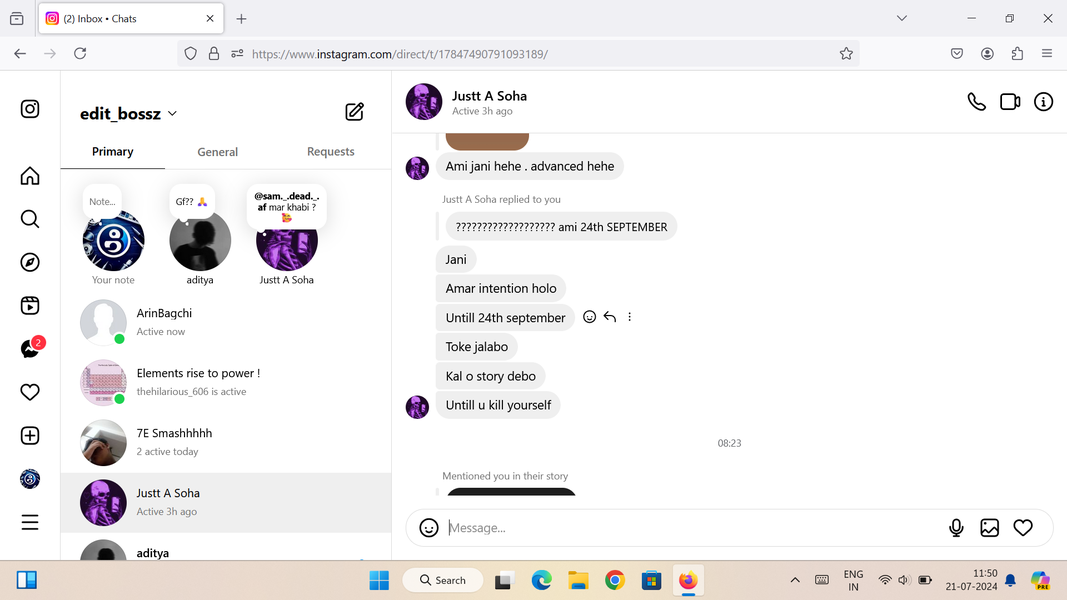 (2) Inbox • Chats
https://www.instagram.com/direct/t/17847490791093189/
edit_bossz
Primary
General
Requests
Note...
Gf?? 🙏
@sam._.dead._.
af mar khabi ?
🥰
Your note
aditya
Justt A Soha
ArinBagchi
Active now
Elements rise to power !
thehilarious_606 is active
7E Smashhhhh
2 active today
Justt A Soha
Active 3h ago
aditya
2
Justt A Soha
Active 3h ago
Ami jani hehe . advanced hehe
Justt A Soha replied to you
??????????????????? ami 24th SEPTEMBER
Jani
Amar intention holo
Untill 24th september
Toke jalabo
Kal o story debo
Untill u kill yourself
08:23
Mentioned you in their story
Message...
Search
ENG
IN
11:50
21-07-2024
PRE